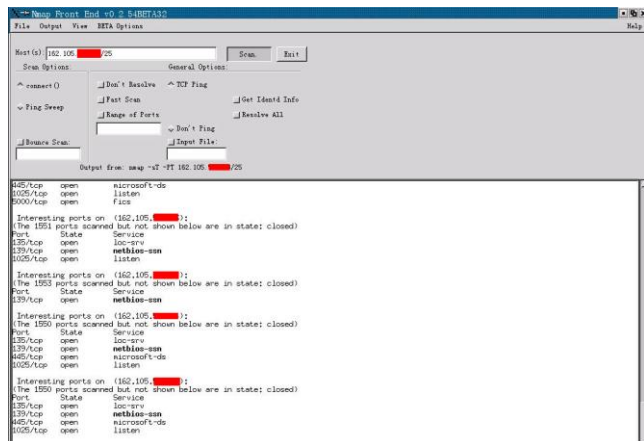 Nmap Front End v0.2.54BETA32
File Output View BETA Options Help
Host(s): 162.105. /25 Scan. Exit
Scan Options: General Options:
connect() Don't Resolve TCP Ping
Fast Scan Get Identd Info
Ping Sweep
Range of Ports Resolve All
Don't Ping
Bounce Scan: Input File:
Output from: nmap -sT -PT 162.105. /25
445/tcp open microsoft-ds
1025/tcp open listen
5000/tcp open fics
Interesting ports on (162.105. ):
(The 1551 ports scanned but not shown below are in state: closed)
Port State Service
135/tcp open loc-srv
139/tcp open netbios-ssn
1025/tcp open listen
Interesting ports on (162.105. ):
(The 1553 ports scanned but not shown below are in state: closed)
Port State Service
139/tcp open netbios-ssn
Interesting ports on (162.105. ):
(The 1550 ports scanned but not shown below are in state: closed)
Port State Service
135/tcp open loc-srv
139/tcp open netbios-ssn
445/tcp open microsoft-ds
1025/tcp open listen
Interesting ports on (162.105. ):
(The 1550 ports scanned but not shown below are in state: closed)
Port State Service
135/tcp open loc-srv
139/tcp open netbios-ssn
445/tcp open microsoft-ds
1025/tcp open listen